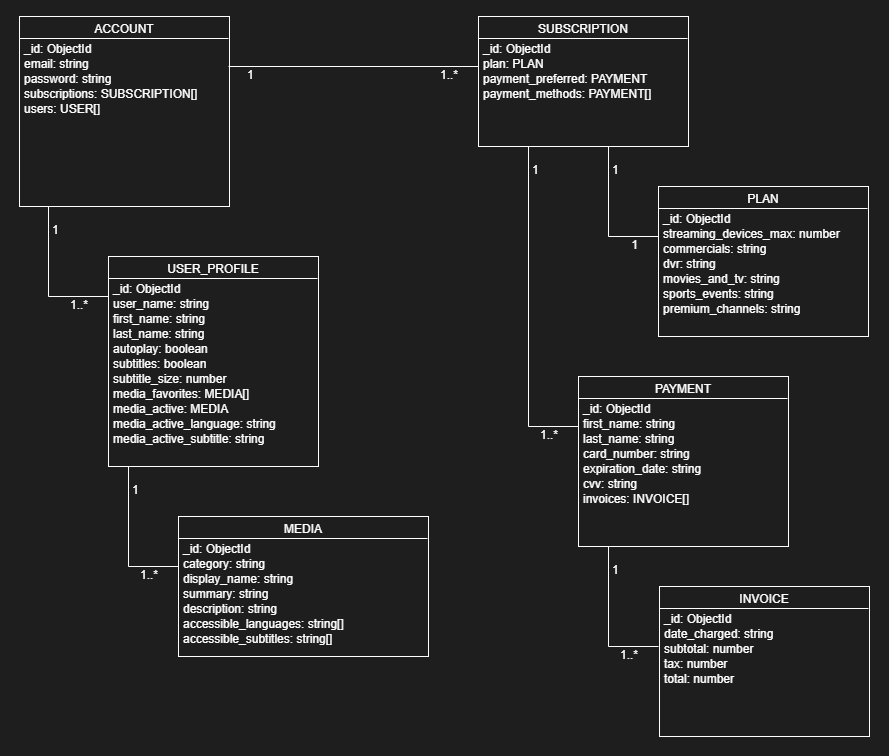 ACCOUNT
_id: ObjectId
email: string
password: string
subscriptions: SUBSCRIPTION[]
users: USER[]
1
1..*
SUBSCRIPTION
_id: ObjectId
plan: PLAN
payment_preferred: PAYMENT
payment_methods: PAYMENT[]
1
1
1
PLAN
_id: ObjectId
streaming_devices_max: number
commercials: string
dvr: string
movies_and_tv: string
sports_events: string
premium_channels: string
1
1..*
USER_PROFILE
_id: ObjectId
user_name: string
first_name: string
last_name: string
autoplay: boolean
subtitles: boolean
subtitle_size: number
media_favorites: MEDIA[]
media_active: MEDIA
media_active_language: string
media_active_subtitle: string
1..*
PAYMENT
_id: ObjectId
first_name: string
last_name: string
card_number: string
expiration_date: string
cvv: string
invoices: INVOICE[]
1
1..*
MEDIA
_id: ObjectId
category: string
display_name: string
summary: string
description: string
accessible_languages: string[]
accessible_subtitles: string[]
1
1..*
INVOICE
_id: ObjectId
date_charged: string
subtotal: number
tax: number
total: number